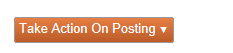 Take Action On Posting ▼